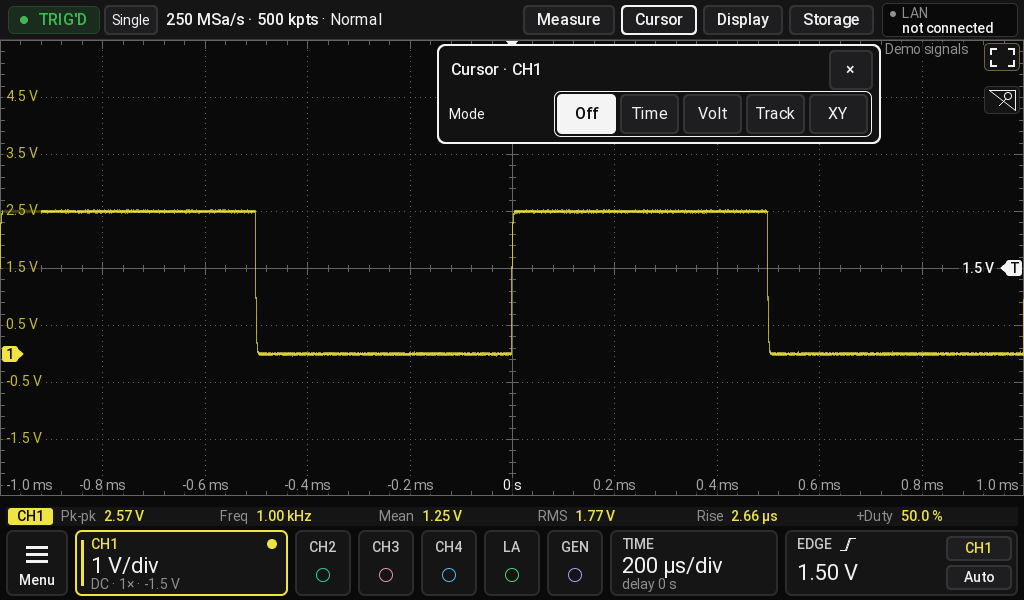 TRIG'D
Single
250 MSa/s · 500 kpts · Normal
Measure
Cursor
Display
Storage
LAN
not connected
Demo signals
Cursor · CH1
×
Mode
Off
Time
Volt
Track
XY
4.5 V
3.5 V
2.5 V
1.5 V
1.5 V
T
0.5 V
1
-0.5 V
-1.5 V
-1.0 ms
-0.8 ms
-0.6 ms
-0.4 ms
-0.2 ms
0 s
0.2 ms
0.4 ms
0.6 ms
0.8 ms
1.0 ms
CH1
Pk-pk 2.57 V
Freq 1.00 kHz
Mean 1.25 V
RMS 1.77 V
Rise 2.66 µs
+Duty 50.0 %
Menu
CH1
1 V/div
DC · 1× · -1.5 V
CH2
CH3
CH4
LA
GEN
TIME
200 µs/div
delay 0 s
EDGE
1.50 V
CH1
Auto